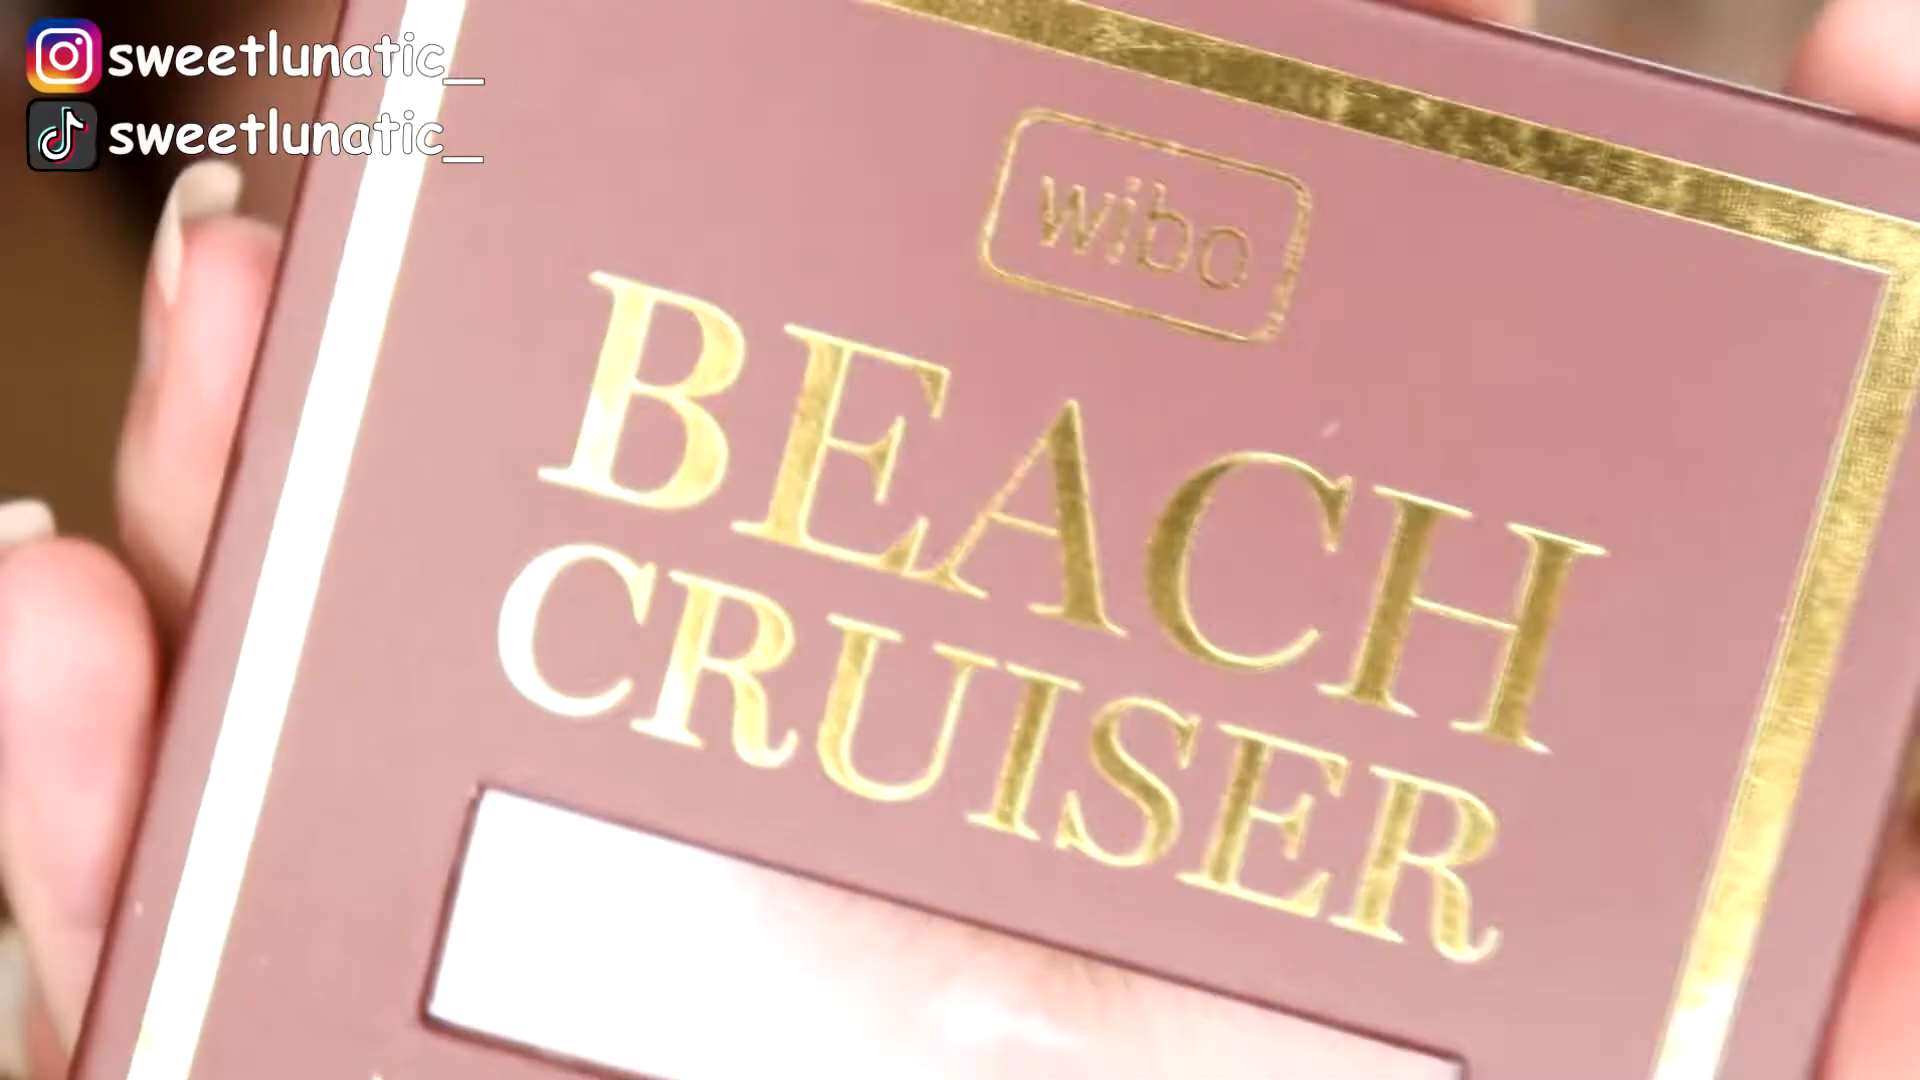 sweetlunatic_
sweetlunatic_
wibo
BEACH
CRUISER